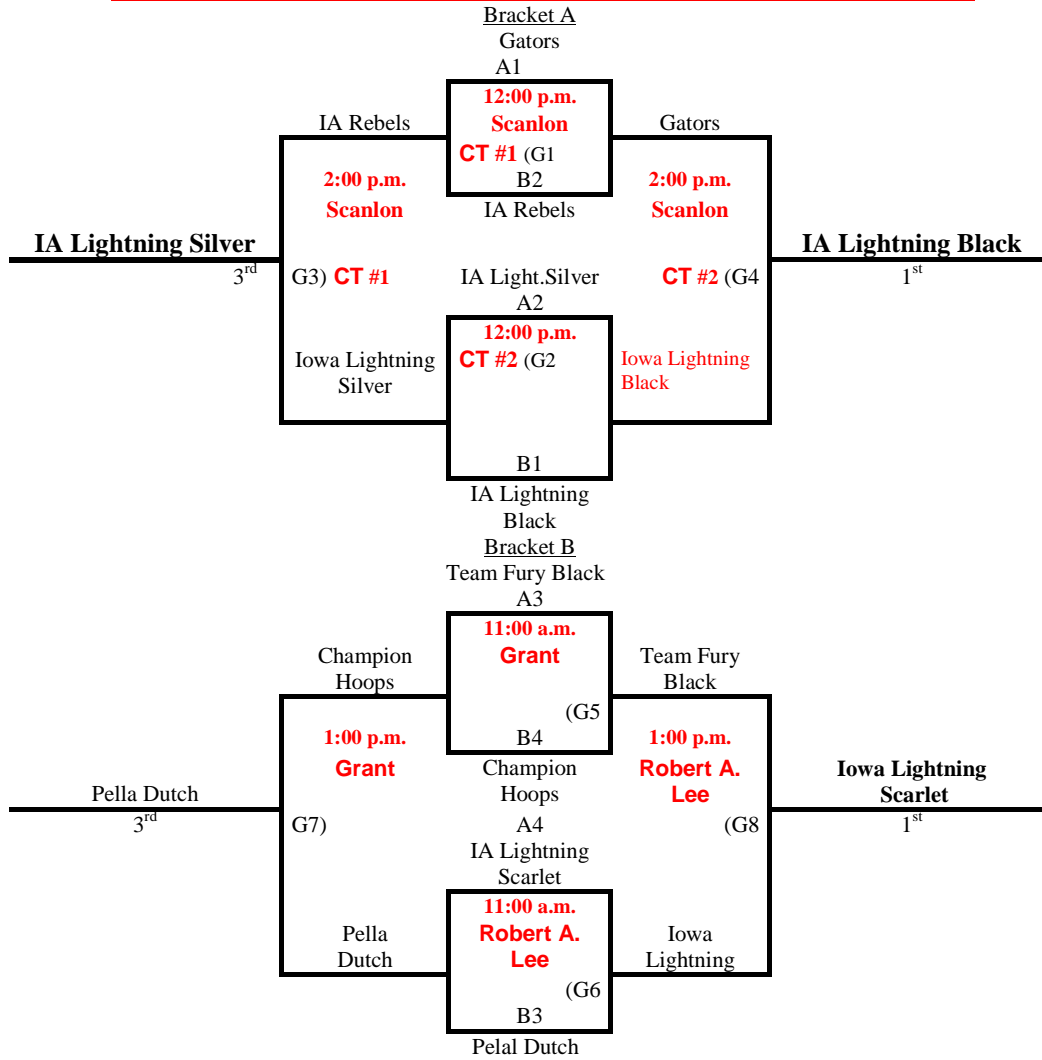 Bracket A
Gators
A1
12:00 p.m.
IA Rebels
Scanlon
Gators
CT #1 (G1
2:00 p.m.
B2
2:00 p.m.
Scanlon
IA Rebels
Scanlon
IA Lightning Silver
IA Lightning Black
3rd
G3) CT #1
IA Light.Silver
CT #2 (G4
1st
A2
12:00 p.m.
Iowa Lightning
Silver
CT #2 (G2
Iowa Lightning
Black
B1
IA Lightning
Black
Bracket B
Team Fury Black
A3
11:00 a.m.
Champion
Hoops
Grant
Team Fury
Black
(G5
1:00 p.m.
B4
1:00 p.m.
Grant
Champion
Hoops
Robert A.
Lee
Iowa Lightning
Scarlet
Pella Dutch
3rd
G7)
A4
(G8
1st
IA Lightning
Scarlet
11:00 a.m.
Pella
Dutch
Robert A.
Lee
Iowa
Lightning
(G6
B3
Pelal Dutch